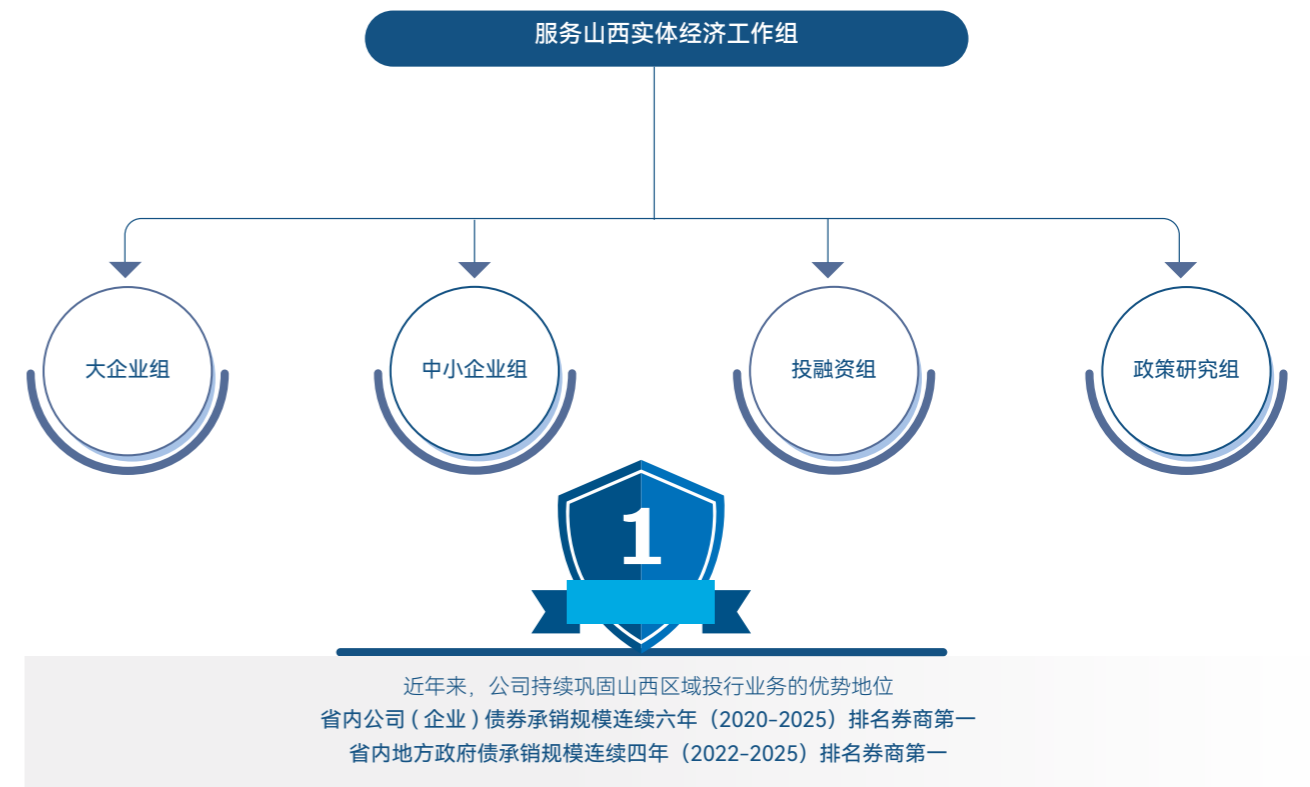 服务山西实体经济工作组
大企业组
中小企业组
投融资组
政策研究组
1
近年来，公司持续巩固山西区域投行业务的优势地位
省内公司 ( 企业 ) 债券承销规模连续六年（2020-2025）排名券商第一
省内地方政府债承销规模连续四年（2022-2025）排名券商第一